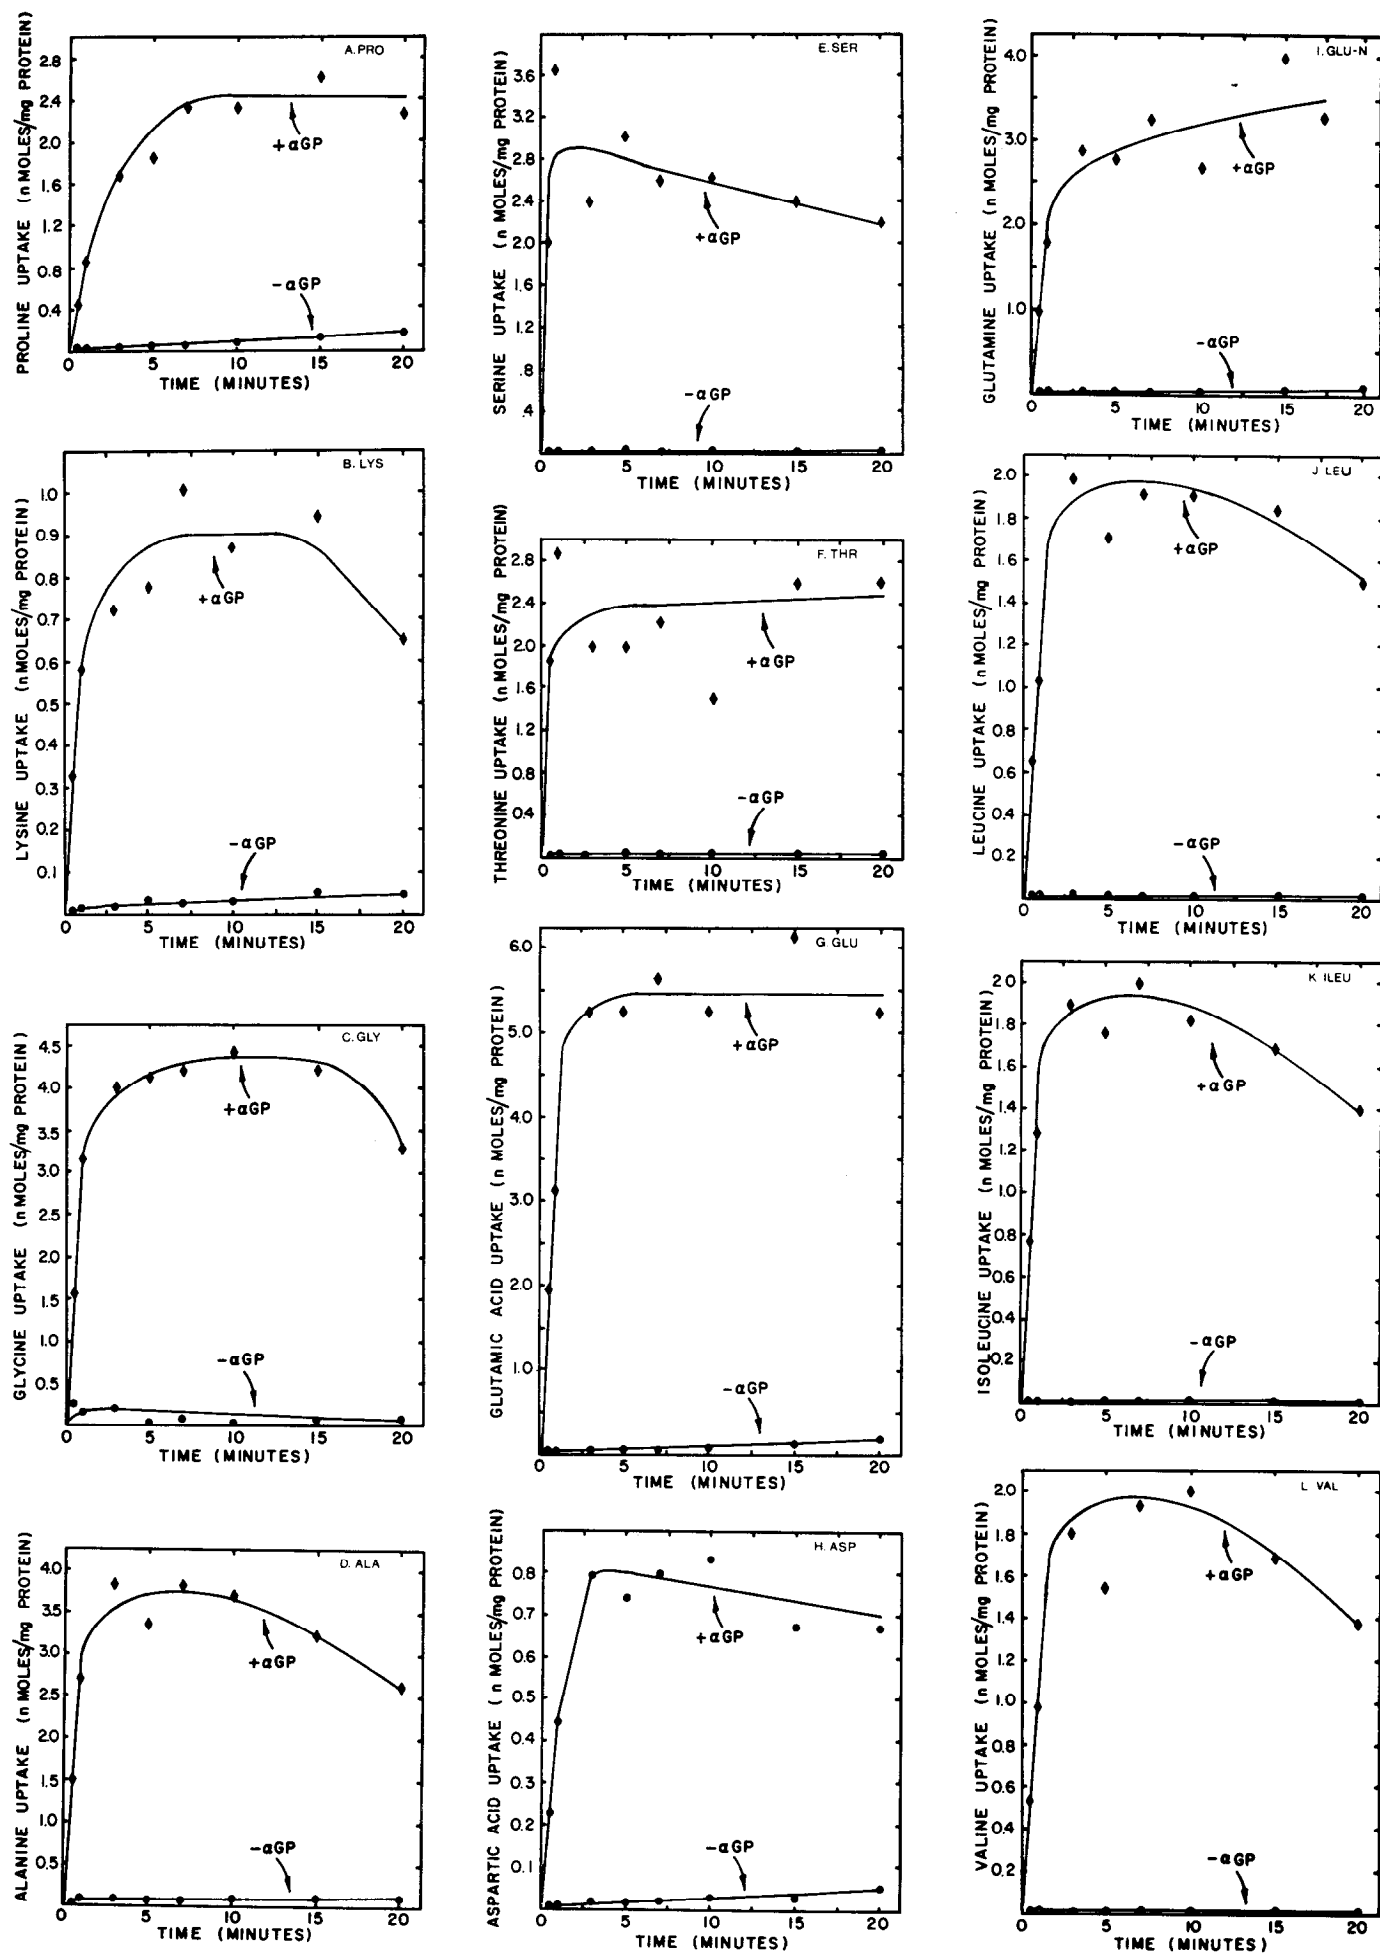 A. PRO
PROLINE UPTAKE (n MOLES/mg PROTEIN)
2.8
2.4
2.0
1.6
1.2
0.8
0.4
+αGP
-αGP
5
10
15
20
TIME (MINUTES)
B. LYS
LYSINE UPTAKE (n MOLES/mg PROTEIN)
1.0
0.9
0.8
0.7
0.6
0.5
0.4
0.3
0.2
0.1
+αGP
-αGP
0
5
10
15
20
TIME (MINUTES)
C. GLY
GLYCINE UPTAKE (n MOLES/mg PROTEIN)
4.5
4.0
3.5
3.0
2.5
2.0
1.5
1.0
0.5
+αGP
-αGP
0
5
10
15
20
TIME (MINUTES)
D. ALA
ALANINE UPTAKE (n MOLES/mg PROTEIN)
4.0
3.5
3.0
2.5
2.0
1.5
1.0
0.5
+αGP
-αGP
0
5
10
15
20
TIME (MINUTES)
E. SER
SERINE UPTAKE (n MOLES/mg PROTEIN)
3.6
3.2
2.8
2.4
2.0
1.6
1.2
.8
.4
+αGP
-αGP
0
5
10
15
20
TIME (MINUTES)
F. THR
THREONINE UPTAKE (n MOLES/mg PROTEIN)
2.8
2.4
2.0
1.6
1.2
0.8
0.4
+αGP
-αGP
0
5
10
15
20
TIME (MINUTES)
G. GLU
GLUTAMIC ACID UPTAKE (n MOLES/mg PROTEIN)
6.0
5.0
4.0
3.0
2.0
1.0
+αGP
-αGP
0
5
10
15
20
TIME (MINUTES)
H. ASP
ASPARTIC ACID UPTAKE (n MOLES/mg PROTEIN)
0.8
0.7
0.6
0.5
0.4
0.3
0.2
0.1
+αGP
-αGP
0
5
10
15
20
TIME (MINUTES)
I. GLU-N
GLUTAMINE UPTAKE (n MOLES/mg PROTEIN)
4.0
3.0
2.0
1.0
+αGP
-αGP
0
5
10
15
20
TIME (MINUTES)
J. LEU
LEUCINE UPTAKE (n MOLES/mg PROTEIN)
2.0
1.8
1.6
1.4
1.2
1.0
0.8
0.6
0.4
0.2
+αGP
-αGP
0
5
10
15
20
TIME (MINUTES)
K. ILEU
ISOLEUCINE UPTAKE (n MOLES/mg PROTEIN)
2.0
1.8
1.6
1.4
1.2
1.0
0.8
0.6
0.4
0.2
+αGP
-αGP
0
5
10
15
20
TIME (MINUTES)
L. VAL
VALINE UPTAKE (n MOLES/mg PROTEIN)
2.0
1.8
1.6
1.4
1.2
1.0
0.8
0.6
0.4
0.2
+αGP
-αGP
0
5
10
15
20
TIME (MINUTES)